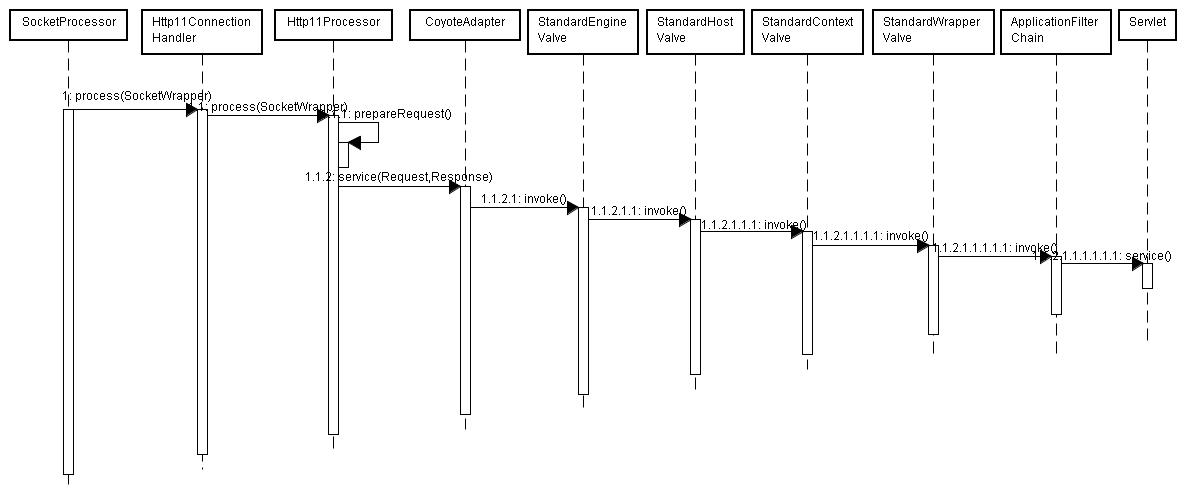 SocketProcessor
Http11Connection
Handler
Http11Processor
CoyoteAdapter
StandardEngine
Valve
StandardHost
Valve
StandardContext
Valve
StandardWrapper
Valve
ApplicationFilter
Chain
Servlet
1: process(SocketWrapper)
1: process(SocketWrapper)
1: prepareRequest()
1.1.2: service(Request,Response)
1.1.2.1: invoke()
1.1.2.1.1: invoke()
1.1.2.1.1.1: invoke()
1.1.2.1.1.1.1: invoke()
1.1.2.1.1.1.1.1: invoke()
2.1.1.1.1.1.1: service()